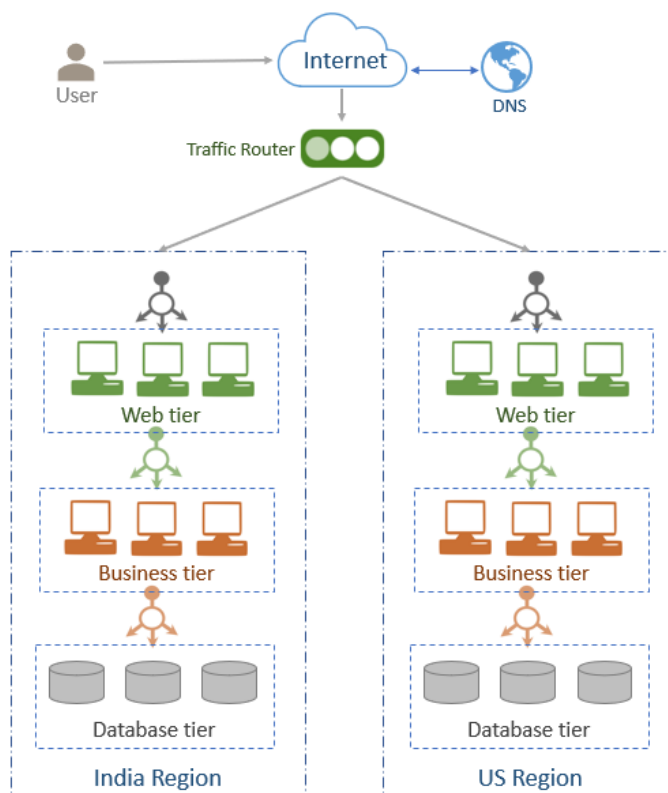 Internet
User
DNS
Traffic Router
Web tier
Web tier
Business tier
Business tier
Database tier
Database tier
India Region
US Region